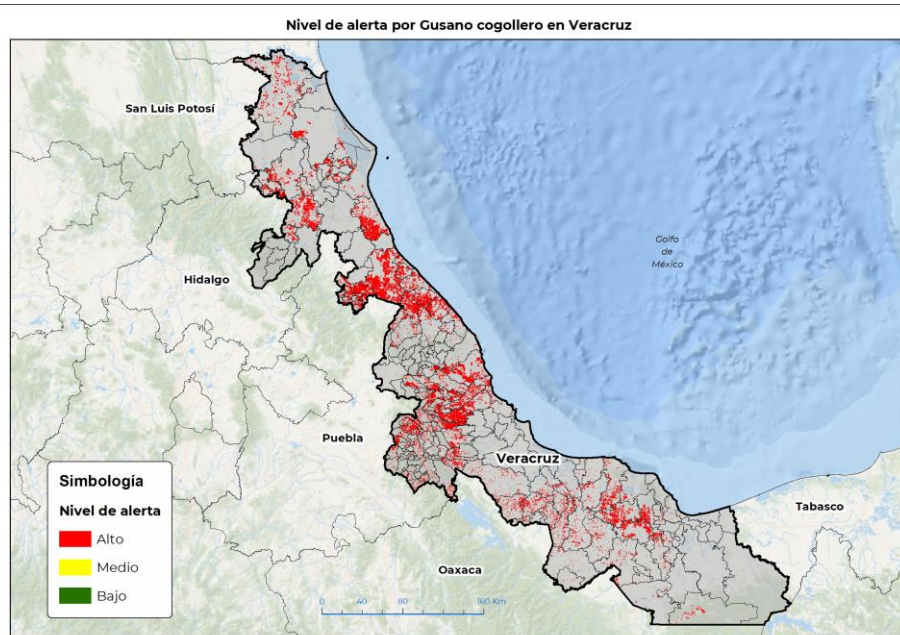 Nivel de alerta por Gusano cogollero en Veracruz
San Luis Potosí
Golfo
de
México
Hidalgo
Puebla
Veracruz
Tabasco
Oaxaca
Simbología
Nivel de alerta
Alto
Medio
Bajo
0 40 80 160 Km